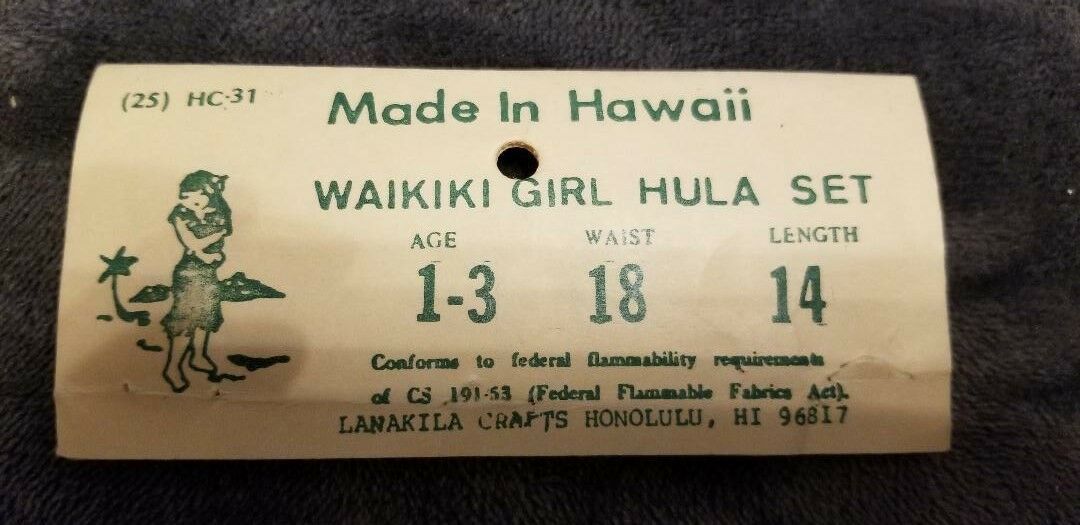 (25) HC-31
Made In Hawaii
WAIKIKI GIRL HULA SET
AGE WAIST LENGTH
1-3 18 14
Conforms to federal flammability requirements
of CS 191-53 (Federal Flammable Fabrics Act).
LANAKILA CRAFTS HONOLULU, HI 96817